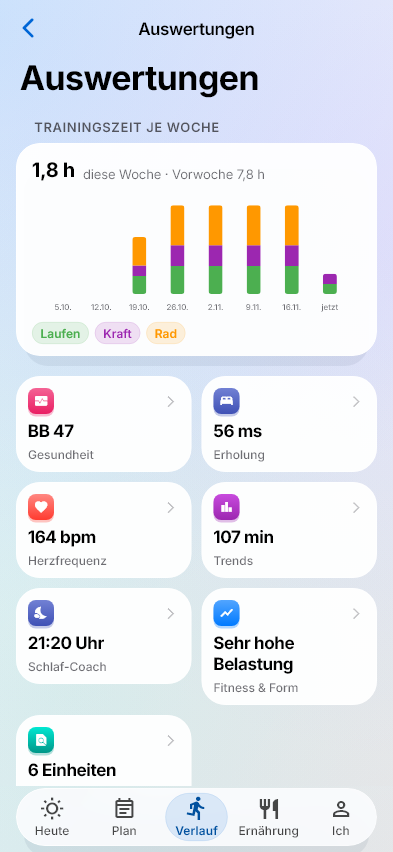 Auswertungen
Auswertungen
TRAININGSZEIT JE WOCHE
1,8 h diese Woche · Vorwoche 7,8 h
5.10. 12.10. 19.10. 26.10. 2.11. 9.11. 16.11. jetzt
Laufen Kraft Rad
BB 47
Gesundheit
56 ms
Erholung
164 bpm
Herzfrequenz
107 min
Trends
21:20 Uhr
Schlaf-Coach
Sehr hohe
Belastung
Fitness & Form
6 Einheiten
Heute Plan Verlauf Ernährung Ich